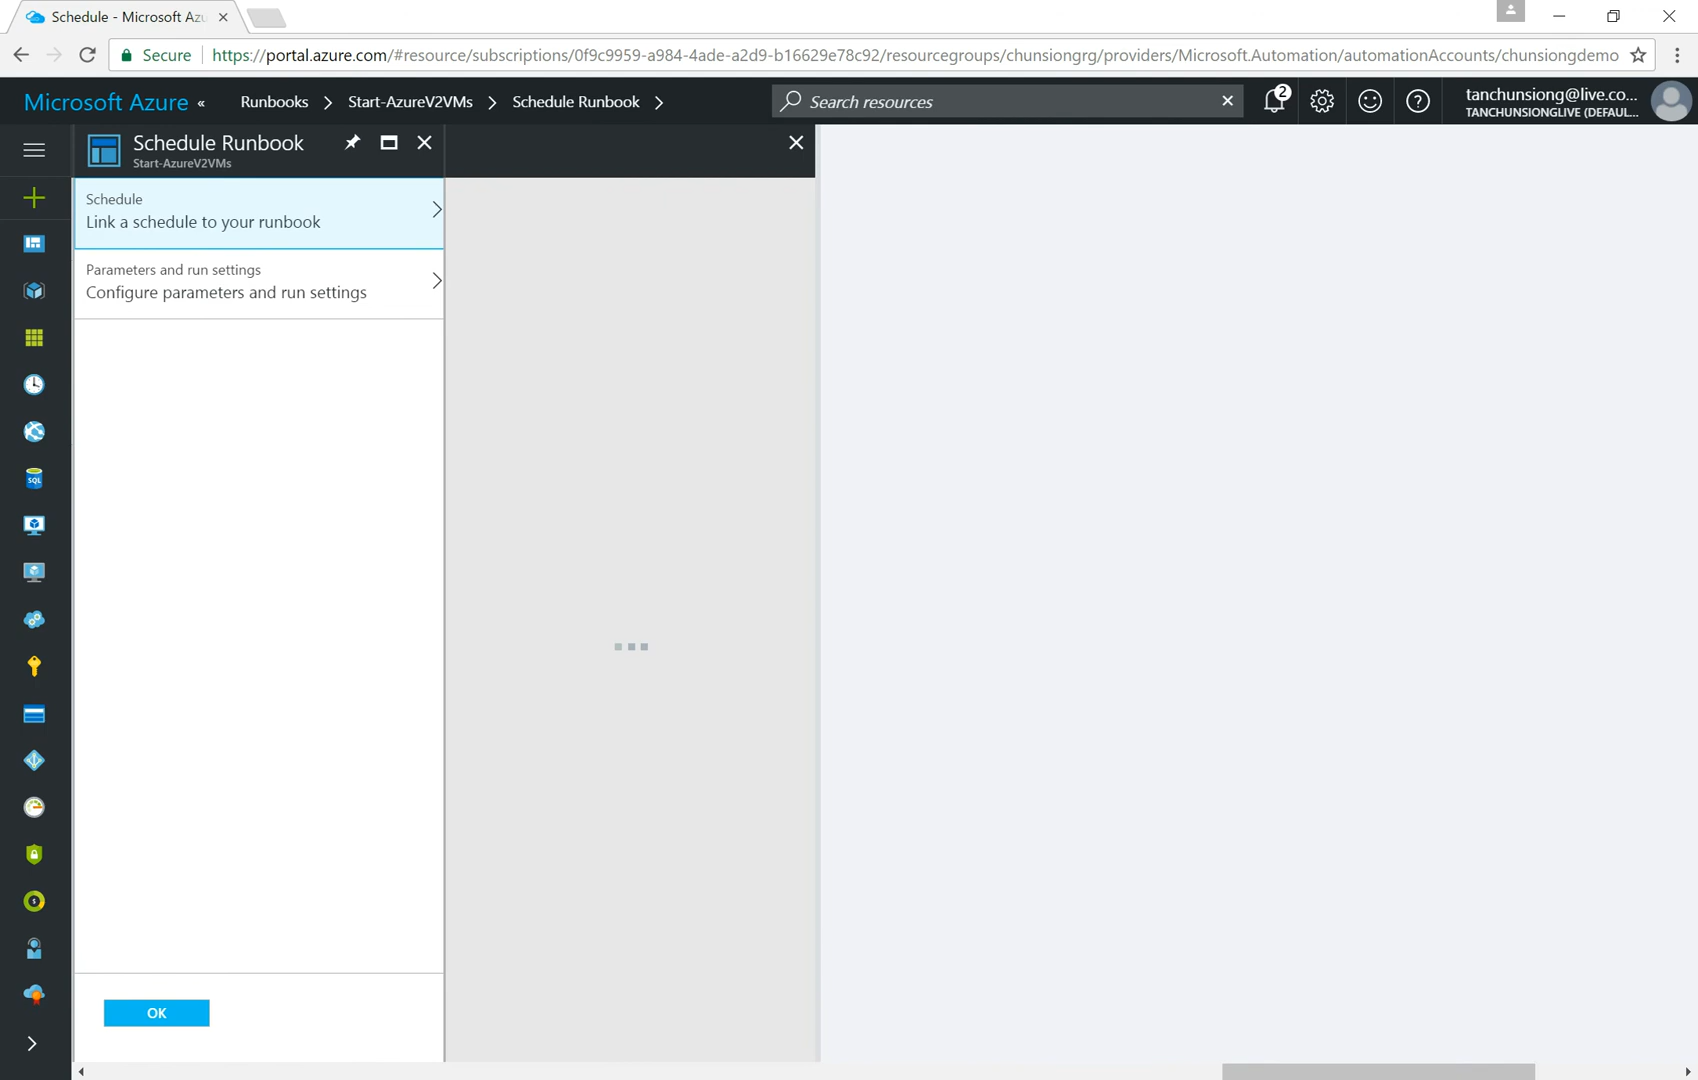 Schedule - Microsoft Azu
Secure
https://portal.azure.com/#resource/subscriptions/0f9c9959-a984-4ade-a2d9-b16629e78c92/resourcegroups/chunsiongrg/providers/Microsoft.Automation/automationAccounts/chunsiongdemo
Microsoft Azure «
Runbooks
Start-AzureV2VMs
Schedule Runbook
Search resources
2
tanchunsiong@live.co...
TANCHUNSIONGLIVE (DEFAUL...
Schedule Runbook
Start-AzureV2VMs
Schedule
Link a schedule to your runbook
Parameters and run settings
Configure parameters and run settings
SQL
OK